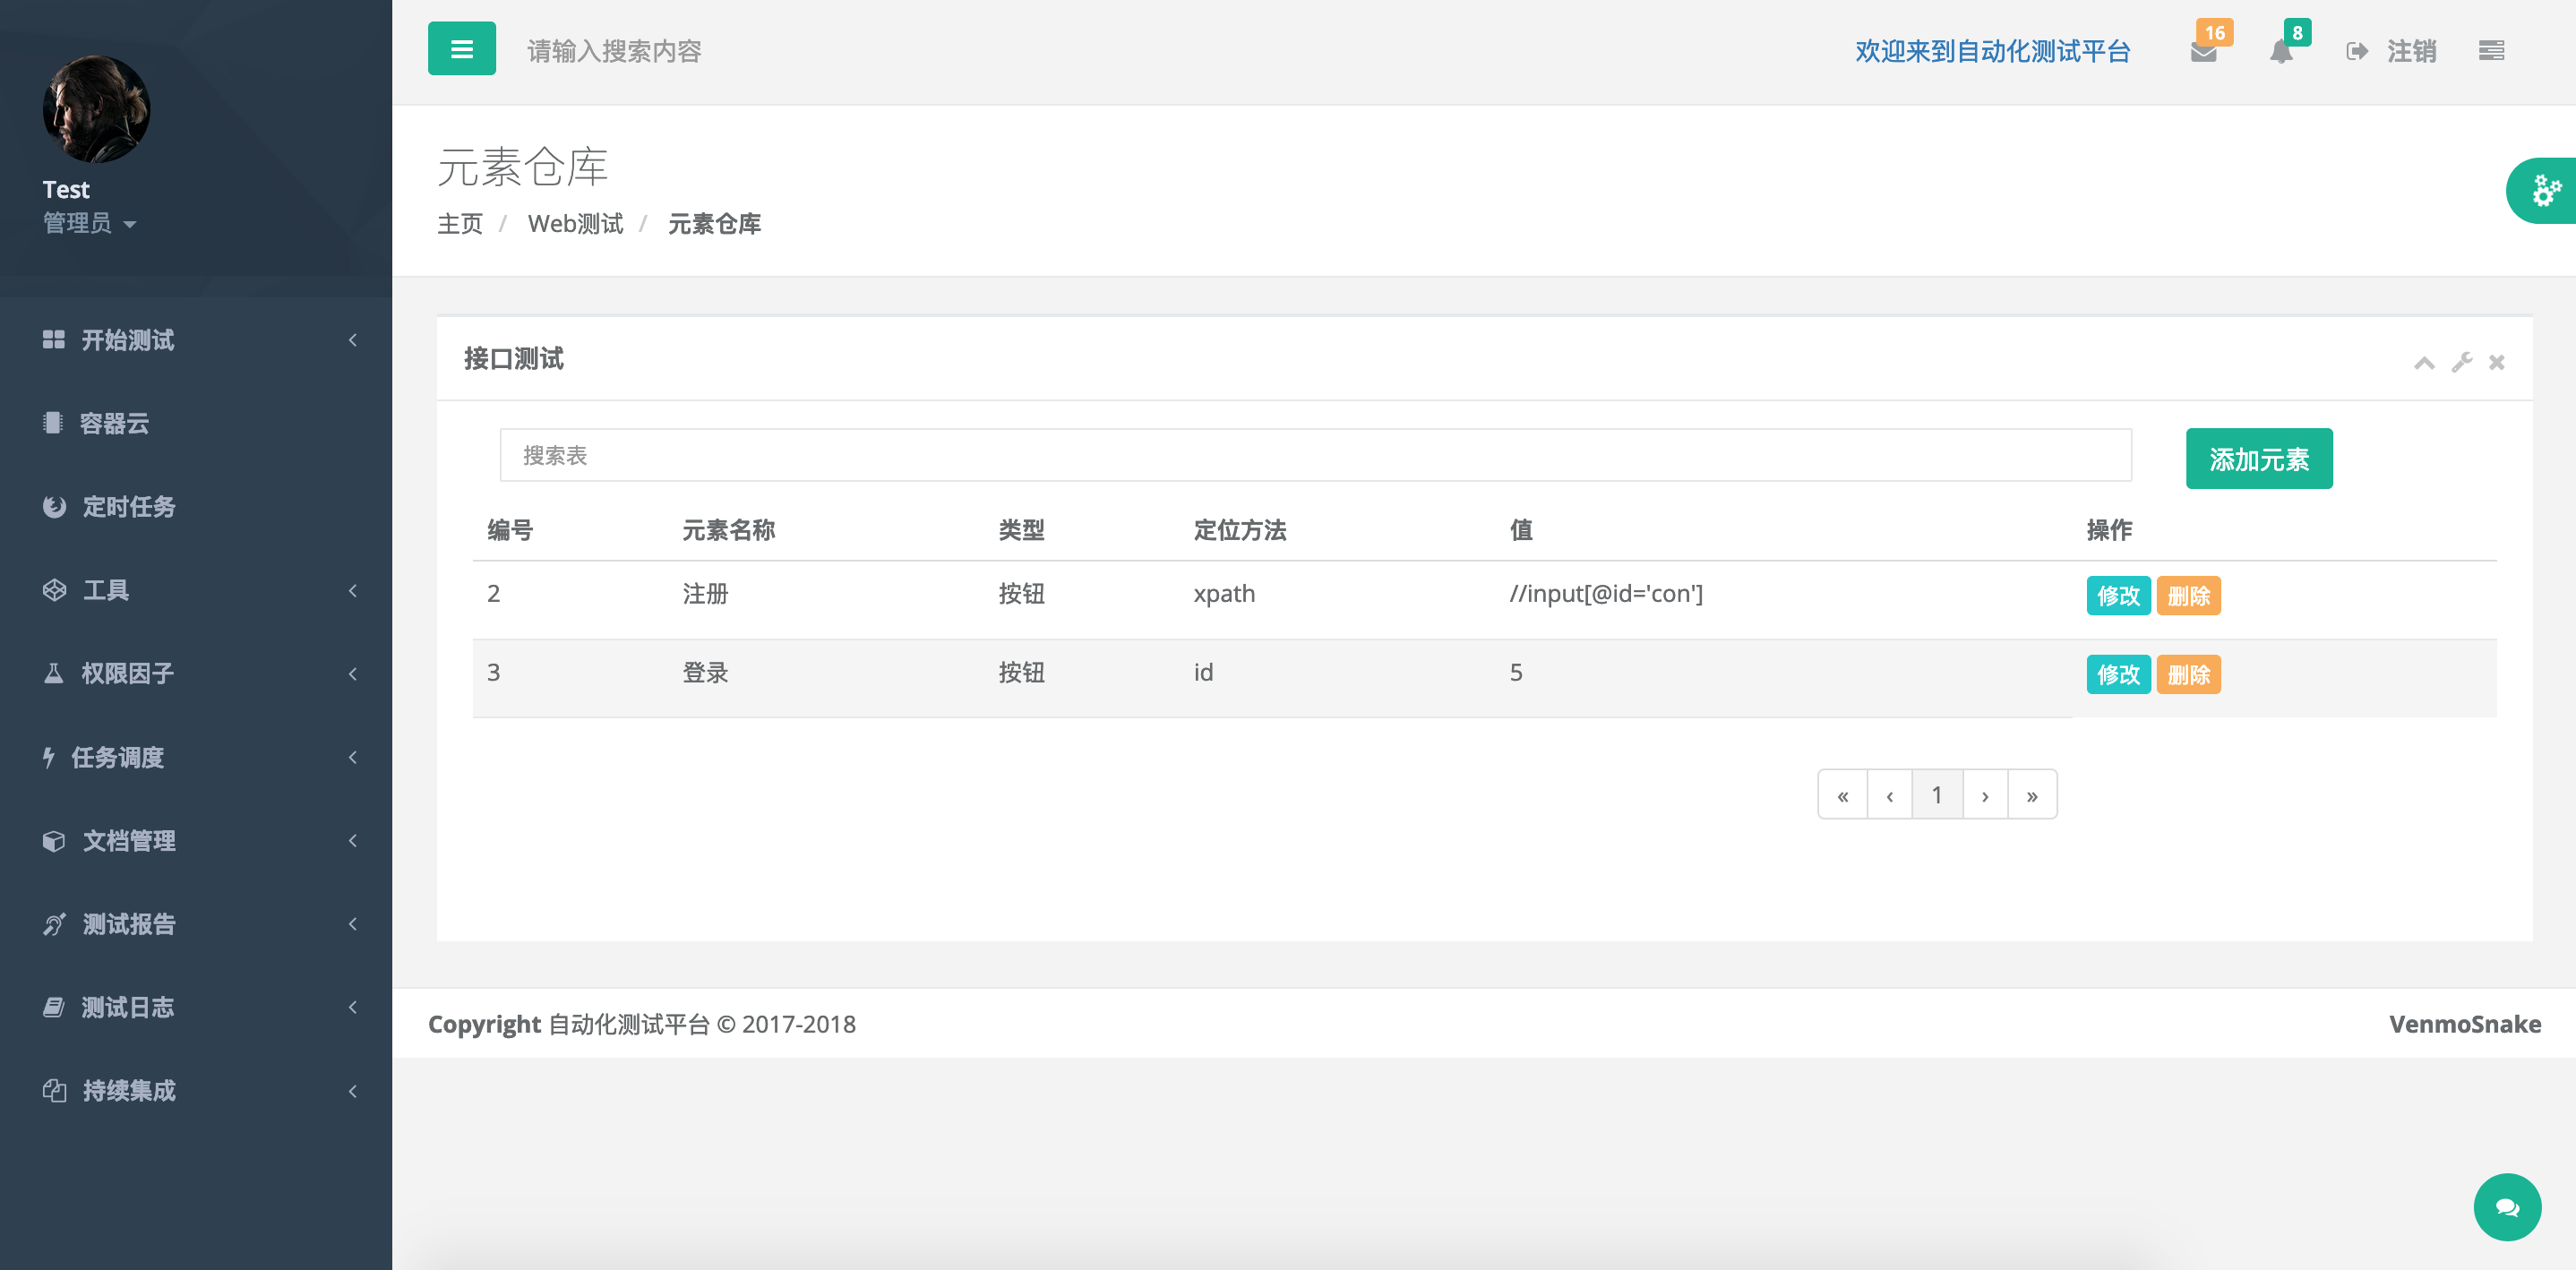 Test
管理员
开始测试
容器云
定时任务
工具
权限因子
任务调度
文档管理
测试报告
测试日志
持续集成
请输入搜索内容
欢迎来到自动化测试平台 16 8 注销
元素仓库
主页 / Web测试 / 元素仓库
接口测试
搜索表 添加元素
编号 元素名称 类型 定位方法 值 操作
2 注册 按钮 xpath //input[@id='con'] 修改 删除
3 登录 按钮 id 5 修改 删除
« ‹ 1 › »
Copyright 自动化测试平台 © 2017-2018 VenmoSnake